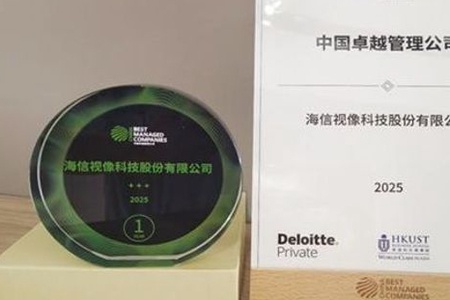 BEST
MANAGED
COMPANIES
海信视像科技股份有限公司
+++
2025
1
中国卓越管理公司
海信视像科技股份有限公
2025
Deloitte.
Private
HKUST
BEST
MANAGED
COMPANIES